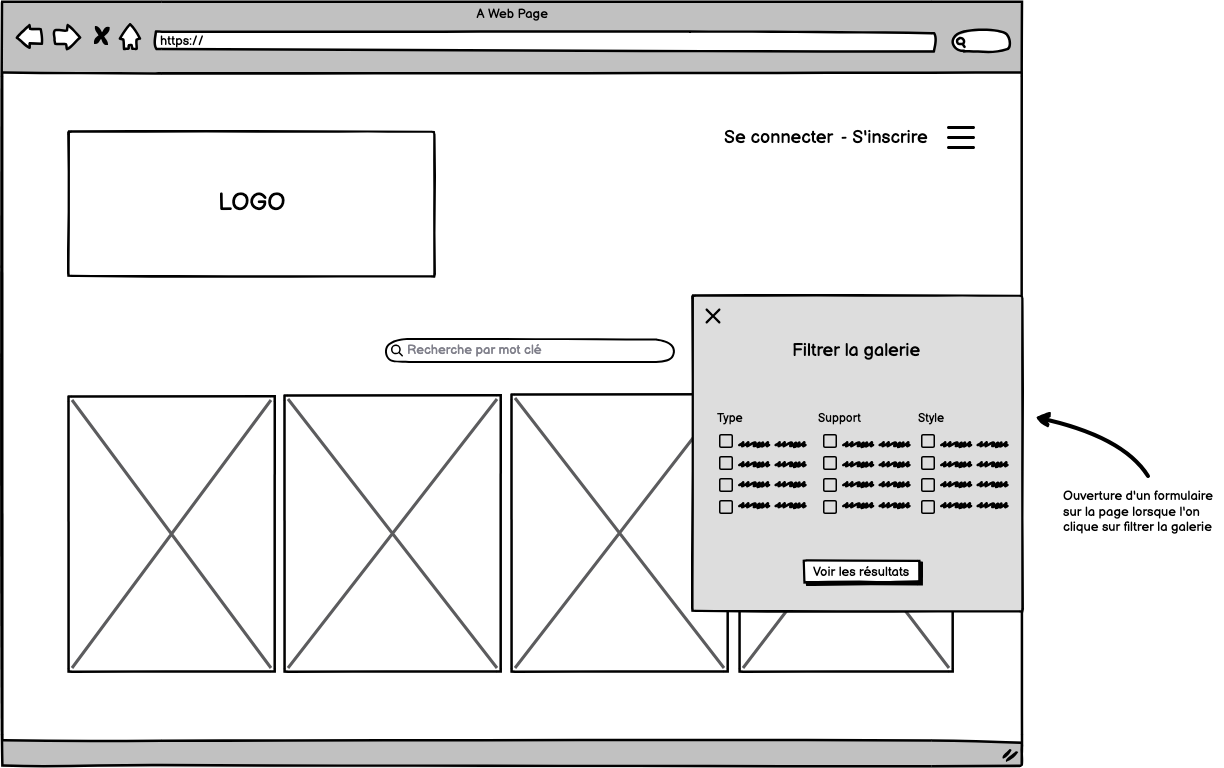 A Web Page
https://
Se connecter - S'inscrire
LOGO
Recherche par mot clé
Filtrer la galerie
Type
Support
Style
Voir les résultats
Ouverture d'un formulaire
sur la page lorsque l'on
clique sur filtrer la galerie